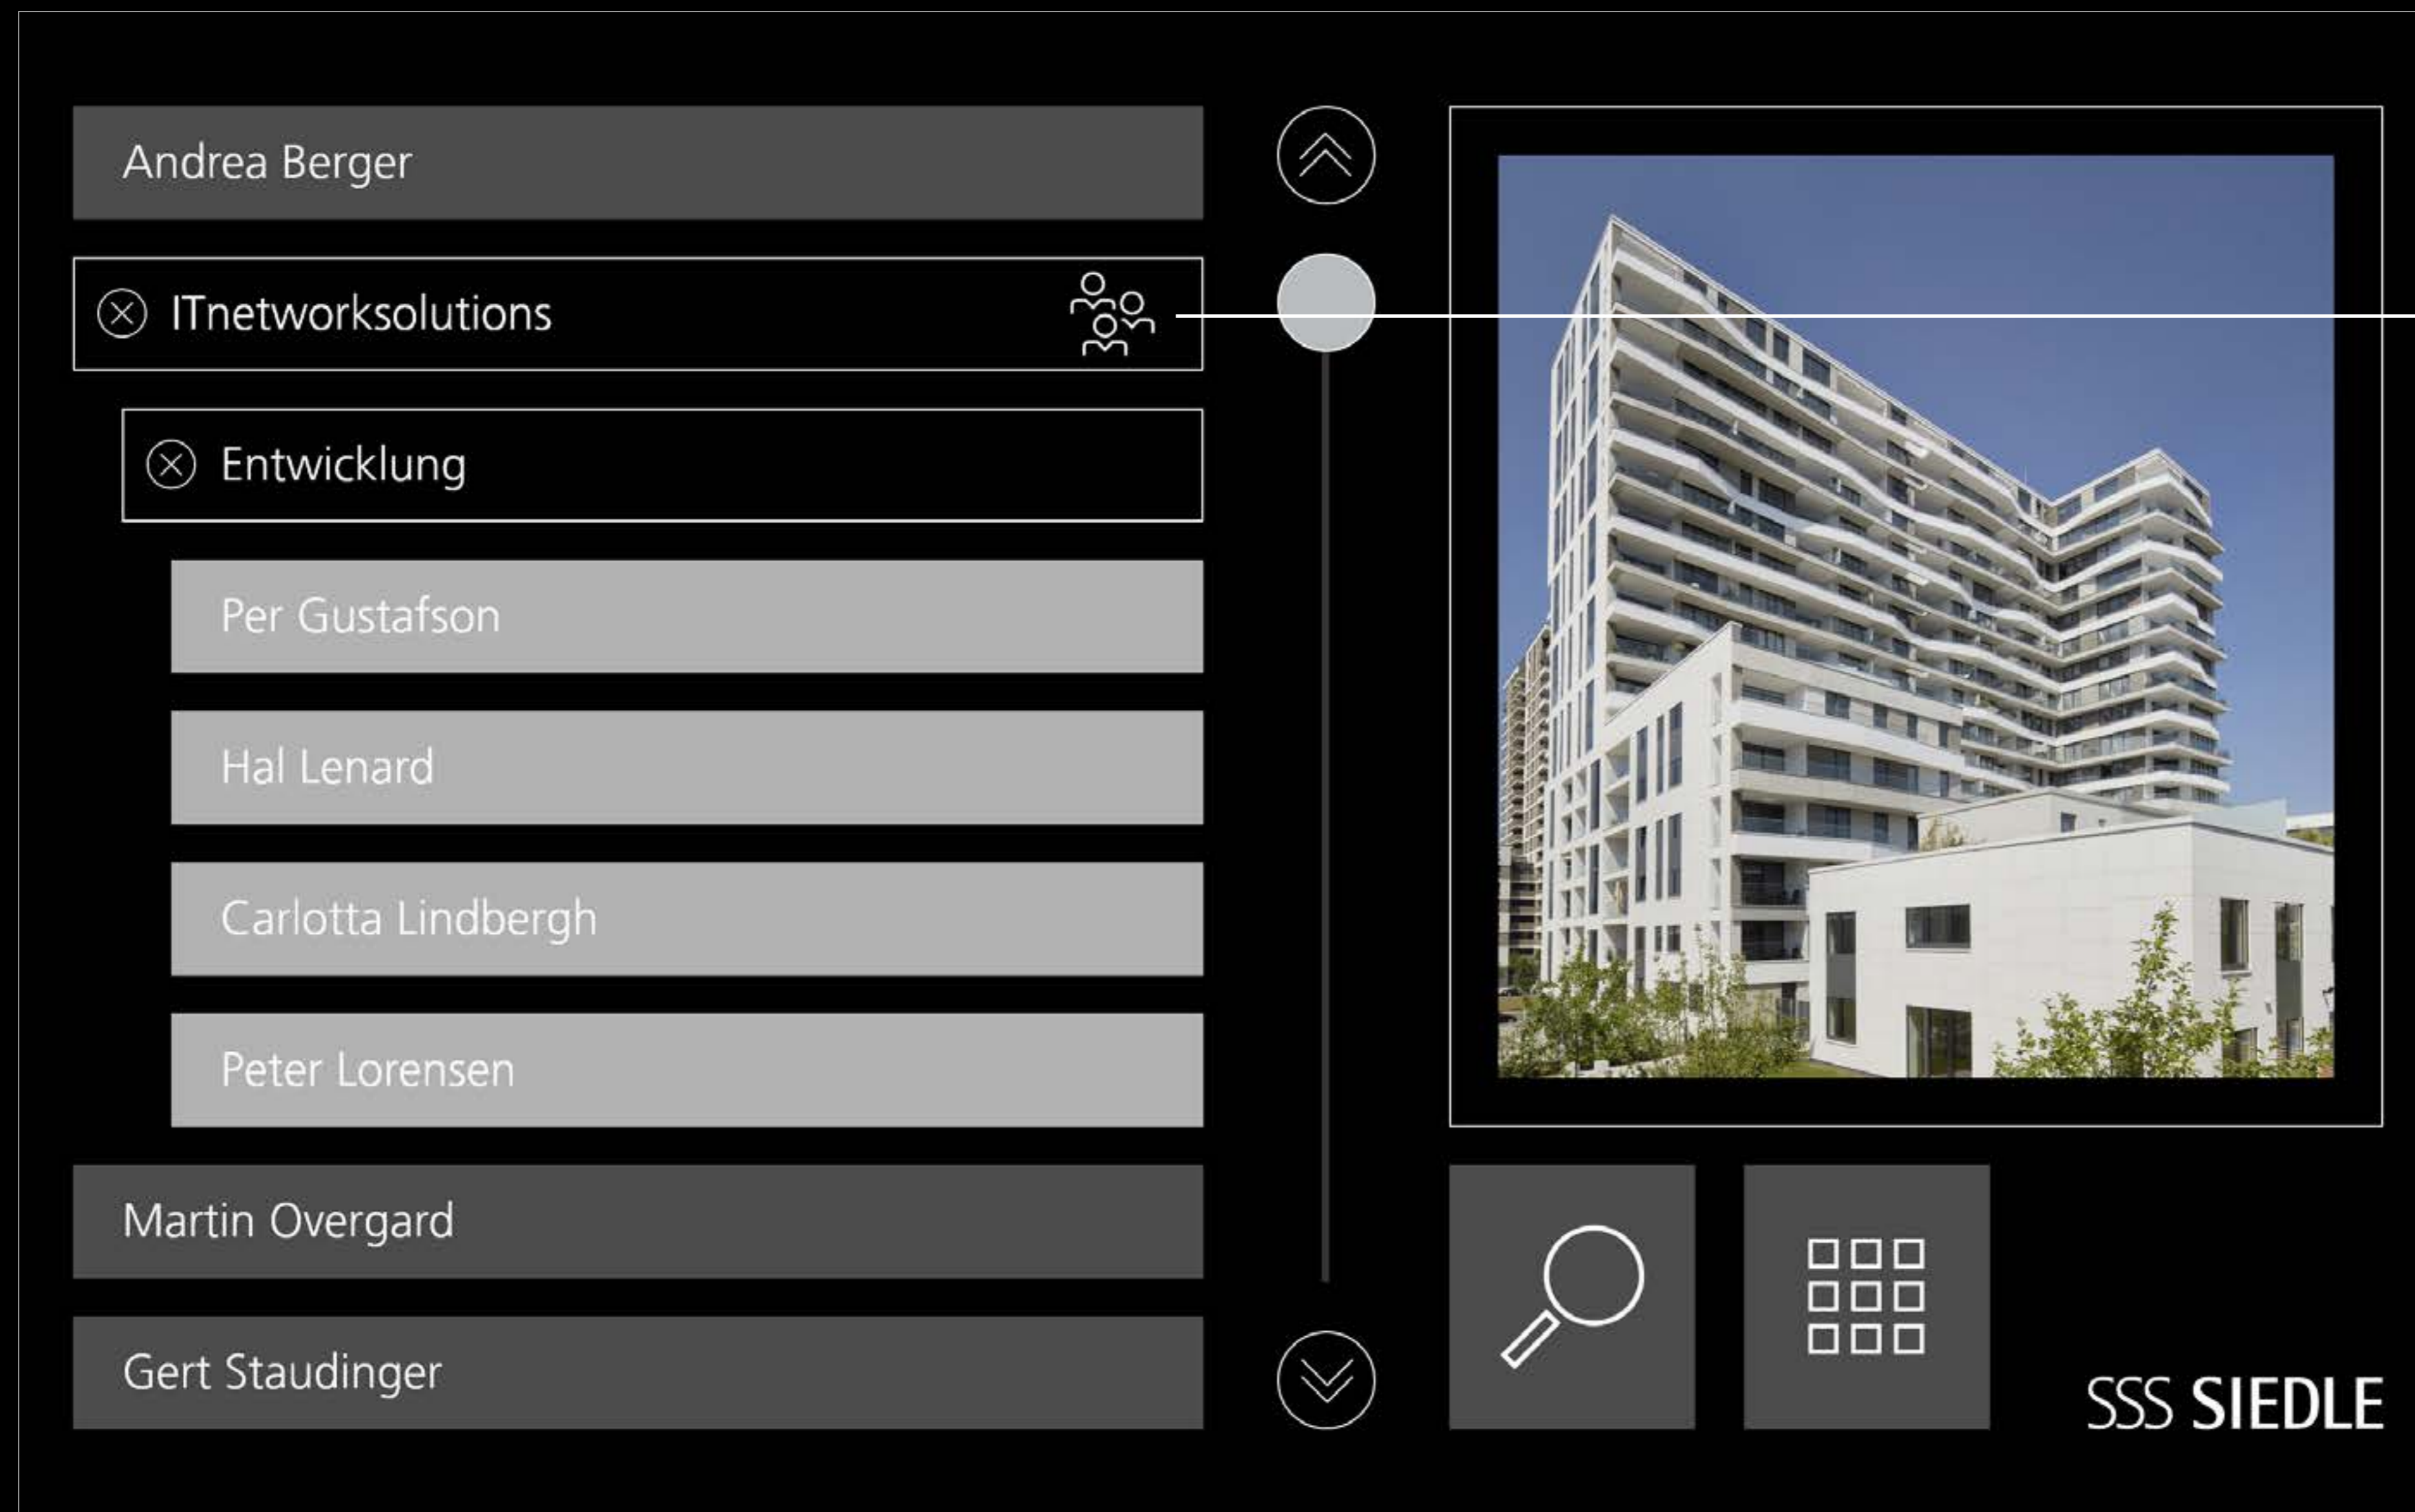 Andrea Berger
ITnetworksolutions
Entwicklung
Per Gustafson
Hal Lenard
Carlotta Lindbergh
Peter Lorensen
Martin Overgard
Gert Staudinger
SSS SIEDLE